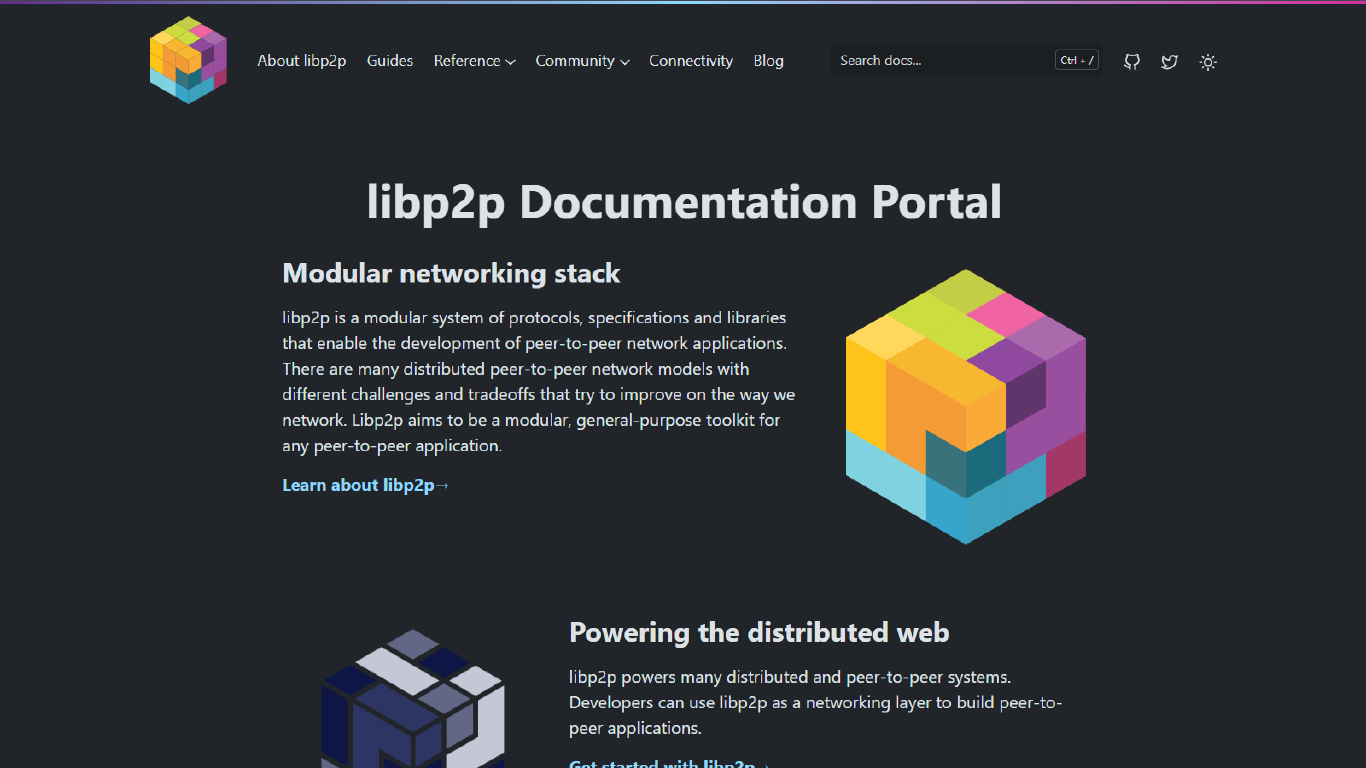 About libp2p Guides Reference Community Connectivity Blog Search docs... Ctrl + /
libp2p Documentation Portal
Modular networking stack
libp2p is a modular system of protocols, specifications and libraries
that enable the development of peer-to-peer network applications.
There are many distributed peer-to-peer network models with
different challenges and tradeoffs that try to improve on the way we
network. Libp2p aims to be a modular, general-purpose toolkit for
any peer-to-peer application.
Learn about libp2p→
Powering the distributed web
libp2p powers many distributed and peer-to-peer systems.
Developers can use libp2p as a networking layer to build peer-to-
peer applications.
Get started with libp2p→